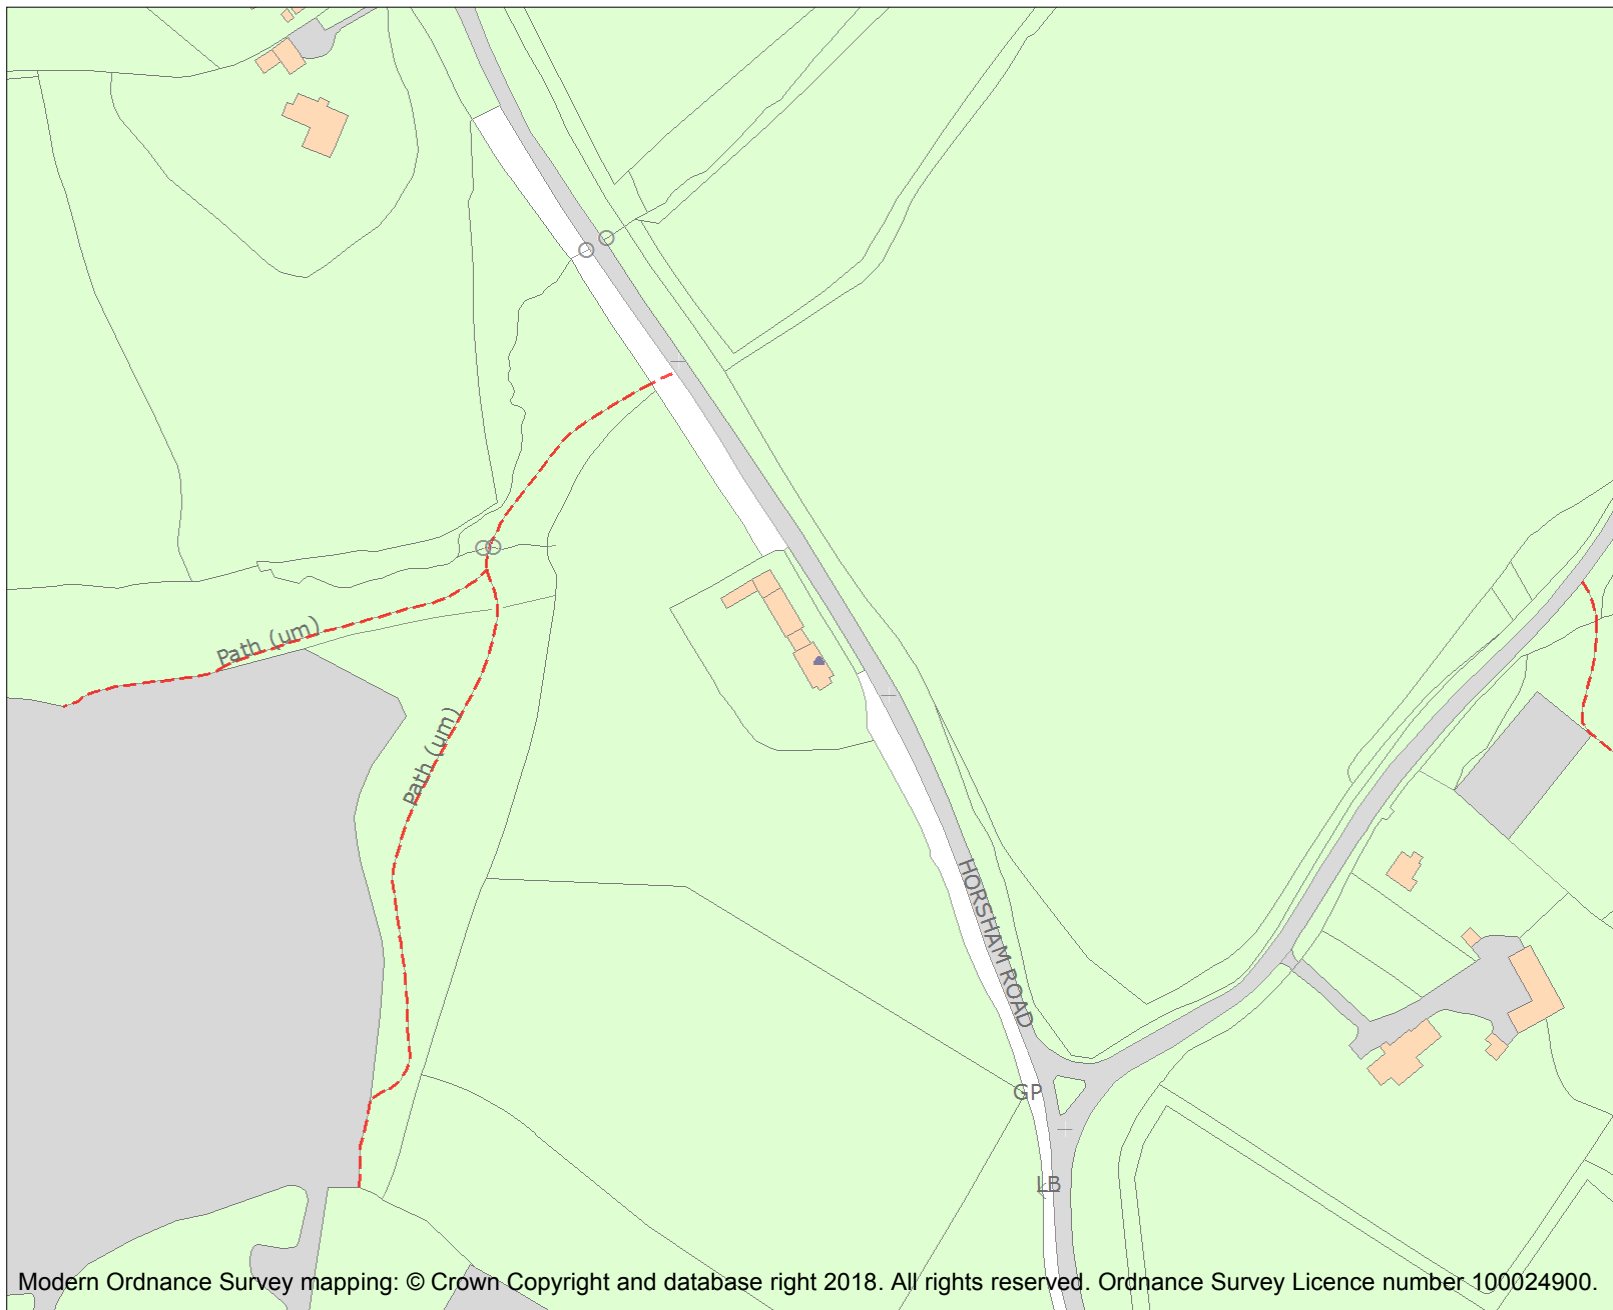 Path (um)
Path (um)
HORSHAM ROAD
GP
LB
Modern Ordnance Survey mapping: © Crown Copyright and database right 2018. All rights reserved. Ordnance Survey Licence number 100024900.